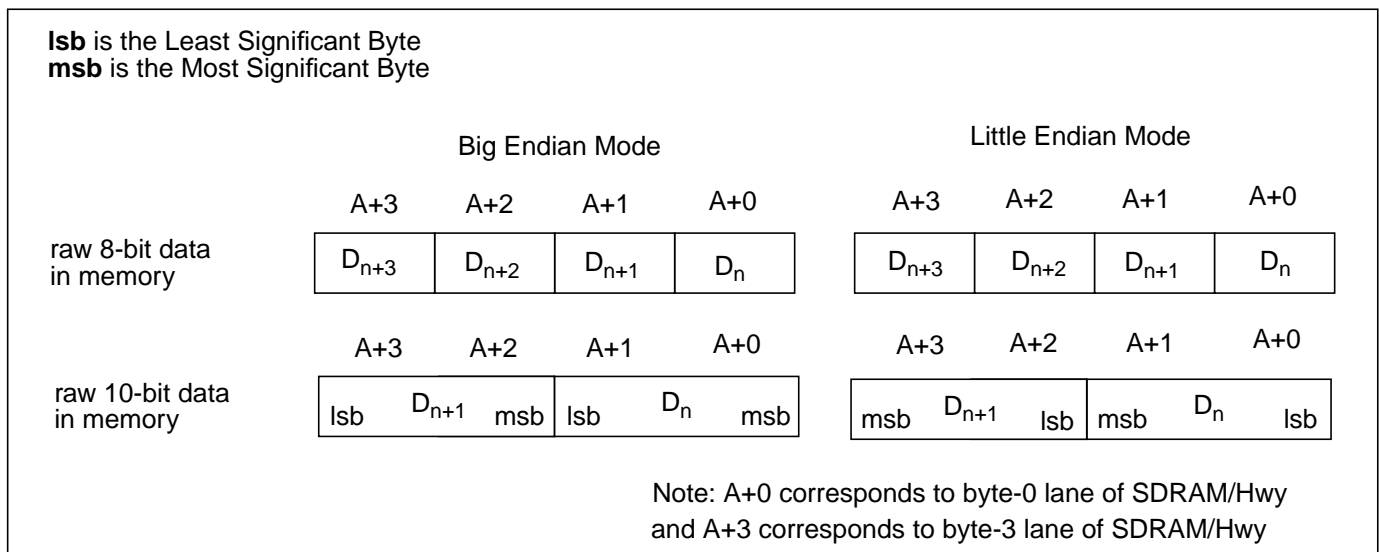 lsb is the Least Significant Byte
msb is the Most Significant Byte
Big Endian Mode
Little Endian Mode
A+3 A+2 A+1 A+0 A+3 A+2 A+1 A+0
raw 8-bit data
in memory
Dn+3 Dn+2 Dn+1 Dn Dn+3 Dn+2 Dn+1 Dn
A+3 A+2 A+1 A+0 A+3 A+2 A+1 A+0
raw 10-bit data
in memory
lsb Dn+1 msb lsb Dn msb msb Dn+1 lsb msb Dn lsb
Note: A+0 corresponds to byte-0 lane of SDRAM/Hwy
and A+3 corresponds to byte-3 lane of SDRAM/Hwy